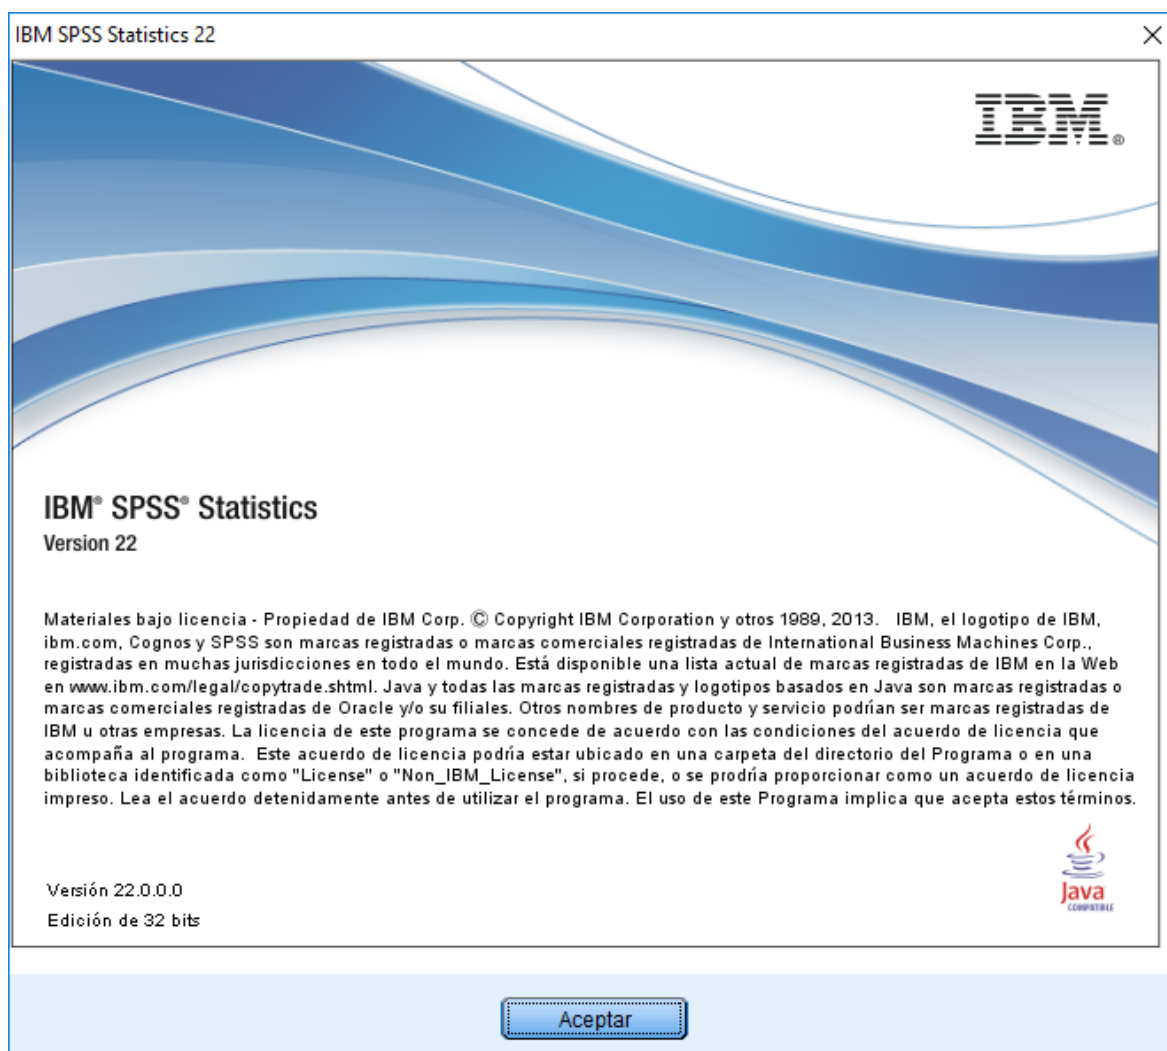 IBM SPSS Statistics 22
IBM®
IBM® SPSS® Statistics
Version 22
Materiales bajo licencia - Propiedad de IBM Corp. © Copyright IBM Corporation y otros 1989, 2013. IBM, el logotipo de IBM,
ibm.com, Cognos y SPSS son marcas registradas o marcas comerciales registradas de International Business Machines Corp.,
registradas en muchas jurisdicciones en todo el mundo. Está disponible una lista actual de marcas registradas de IBM en la Web
en www.ibm.com/legal/copytrade.shtml. Java y todas las marcas registradas y logotipos basados en Java son marcas registradas o
marcas comerciales registradas de Oracle y/o su filiales. Otros nombres de producto y servicio podrían ser marcas registradas de
IBM u otras empresas. La licencia de este programa se concede de acuerdo con las condiciones del acuerdo de licencia que
acompaña al programa. Este acuerdo de licencia podría estar ubicado en una carpeta del directorio del Programa o en una
biblioteca identificada como "License" o "Non_IBM_License", si procede, o se prodría proporcionar como un acuerdo de licencia
impreso. Lea el acuerdo detenidamente antes de utilizar el programa. El uso de este Programa implica que acepta estos términos.
Versión 22.0.0.0
Edición de 32 bits
Java
COMPATIBLE
Aceptar